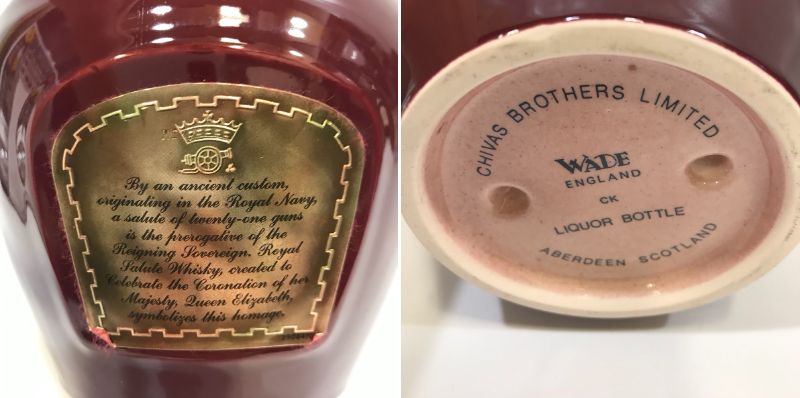 By an ancient custom,
originating in the Royal Navy,
a salute of twenty-one guns
is the prerogative of the
Reigning Sovereign. Royal
Salute Whisky, created to
Celebrate the Coronation of her
Majesty, Queen Elizabeth,
symbolizes this homage.
CHIVAS BROTHERS LIMITED
WADE
ENGLAND
CK
LIQUOR BOTTLE
ABERDEEN SCOTLAND